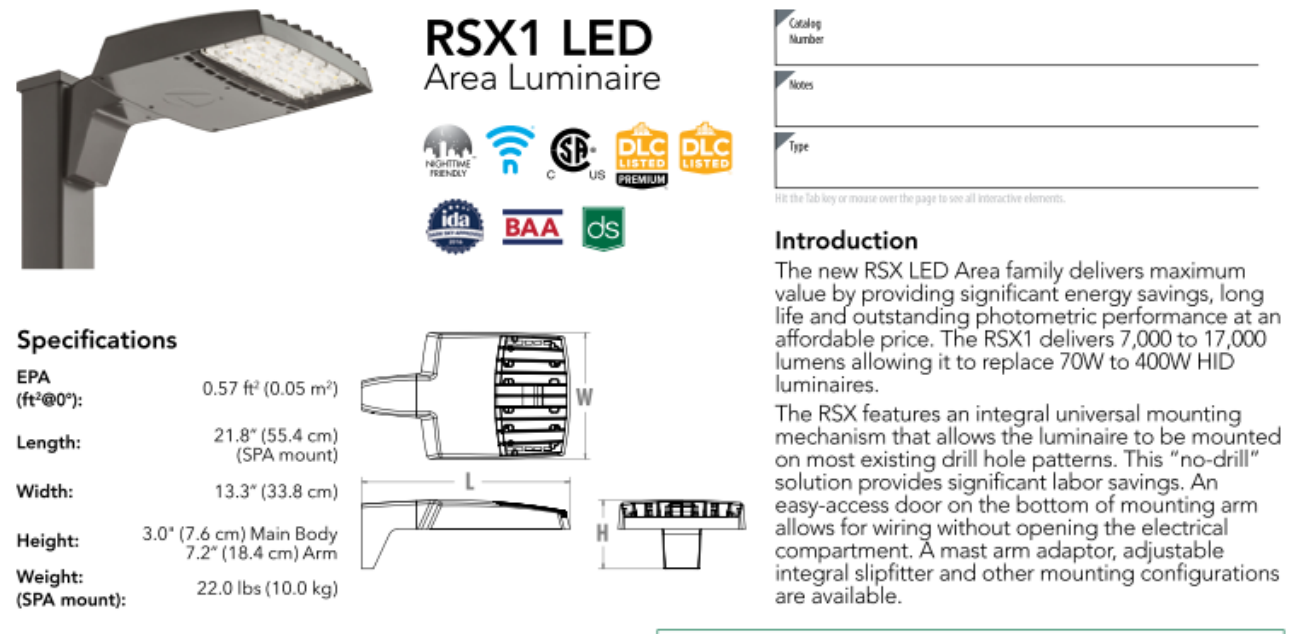 RSX1 LED
Area Luminaire
NIGHTTIME
FRIENDLY
n
CSA
C US
DLC
LISTED
PREMIUM
DLC
LISTED
ida
DARK SKY APPROVED
BAA
ds
Catalog
Number
Notes
Type
Hit the Tab key or mouse over the page to see all interactive elements.
Specifications
EPA
(ft²@0°): 0.57 ft² (0.05 m²)
Length: 21.8" (55.4 cm)
(SPA mount)
Width: 13.3" (33.8 cm)
Height: 3.0" (7.6 cm) Main Body
7.2" (18.4 cm) Arm
Weight:
(SPA mount): 22.0 lbs (10.0 kg)
W
L
H
Introduction
The new RSX LED Area family delivers maximum
value by providing significant energy savings, long
life and outstanding photometric performance at an
affordable price. The RSX1 delivers 7,000 to 17,000
lumens allowing it to replace 70W to 400W HID
luminaires.
The RSX features an integral universal mounting
mechanism that allows the luminaire to be mounted
on most existing drill hole patterns. This “no-drill”
solution provides significant labor savings. An
easy-access door on the bottom of mounting arm
allows for wiring without opening the electrical
compartment. A mast arm adaptor, adjustable
integral slipfitter and other mounting configurations
are available.